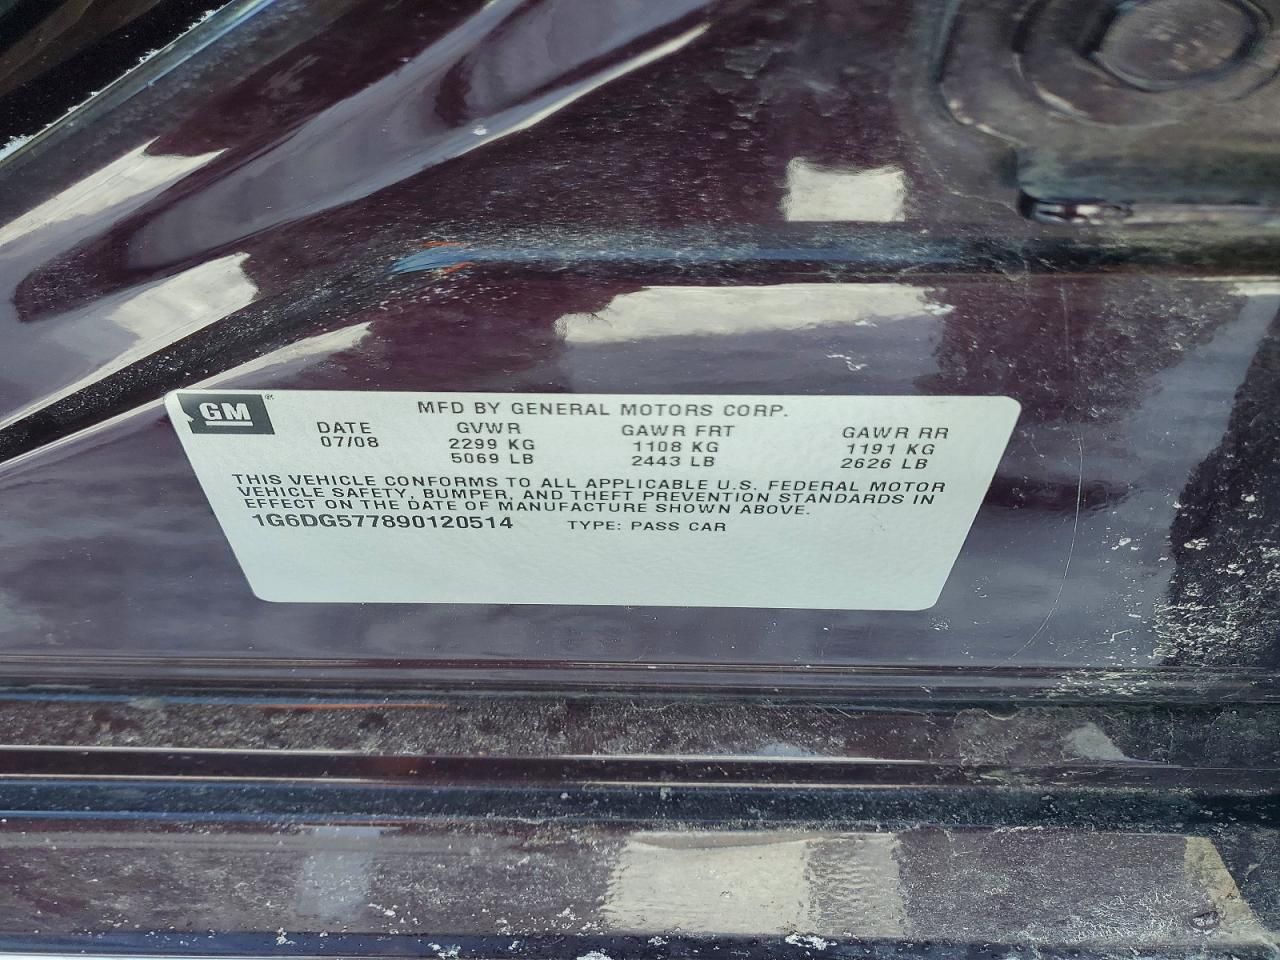 GM®
MFD BY GENERAL MOTORS CORP.
DATE GVWR GAWR FRT GAWR RR
07/08 2299 KG 1108 KG 1191 KG
5069 LB 2443 LB 2626 LB
THIS VEHICLE CONFORMS TO ALL APPLICABLE U.S. FEDERAL MOTOR
VEHICLE SAFETY, BUMPER, AND THEFT PREVENTION STANDARDS IN
EFFECT ON THE DATE OF MANUFACTURE SHOWN ABOVE.
1G6DG577890120514 TYPE: PASS CAR